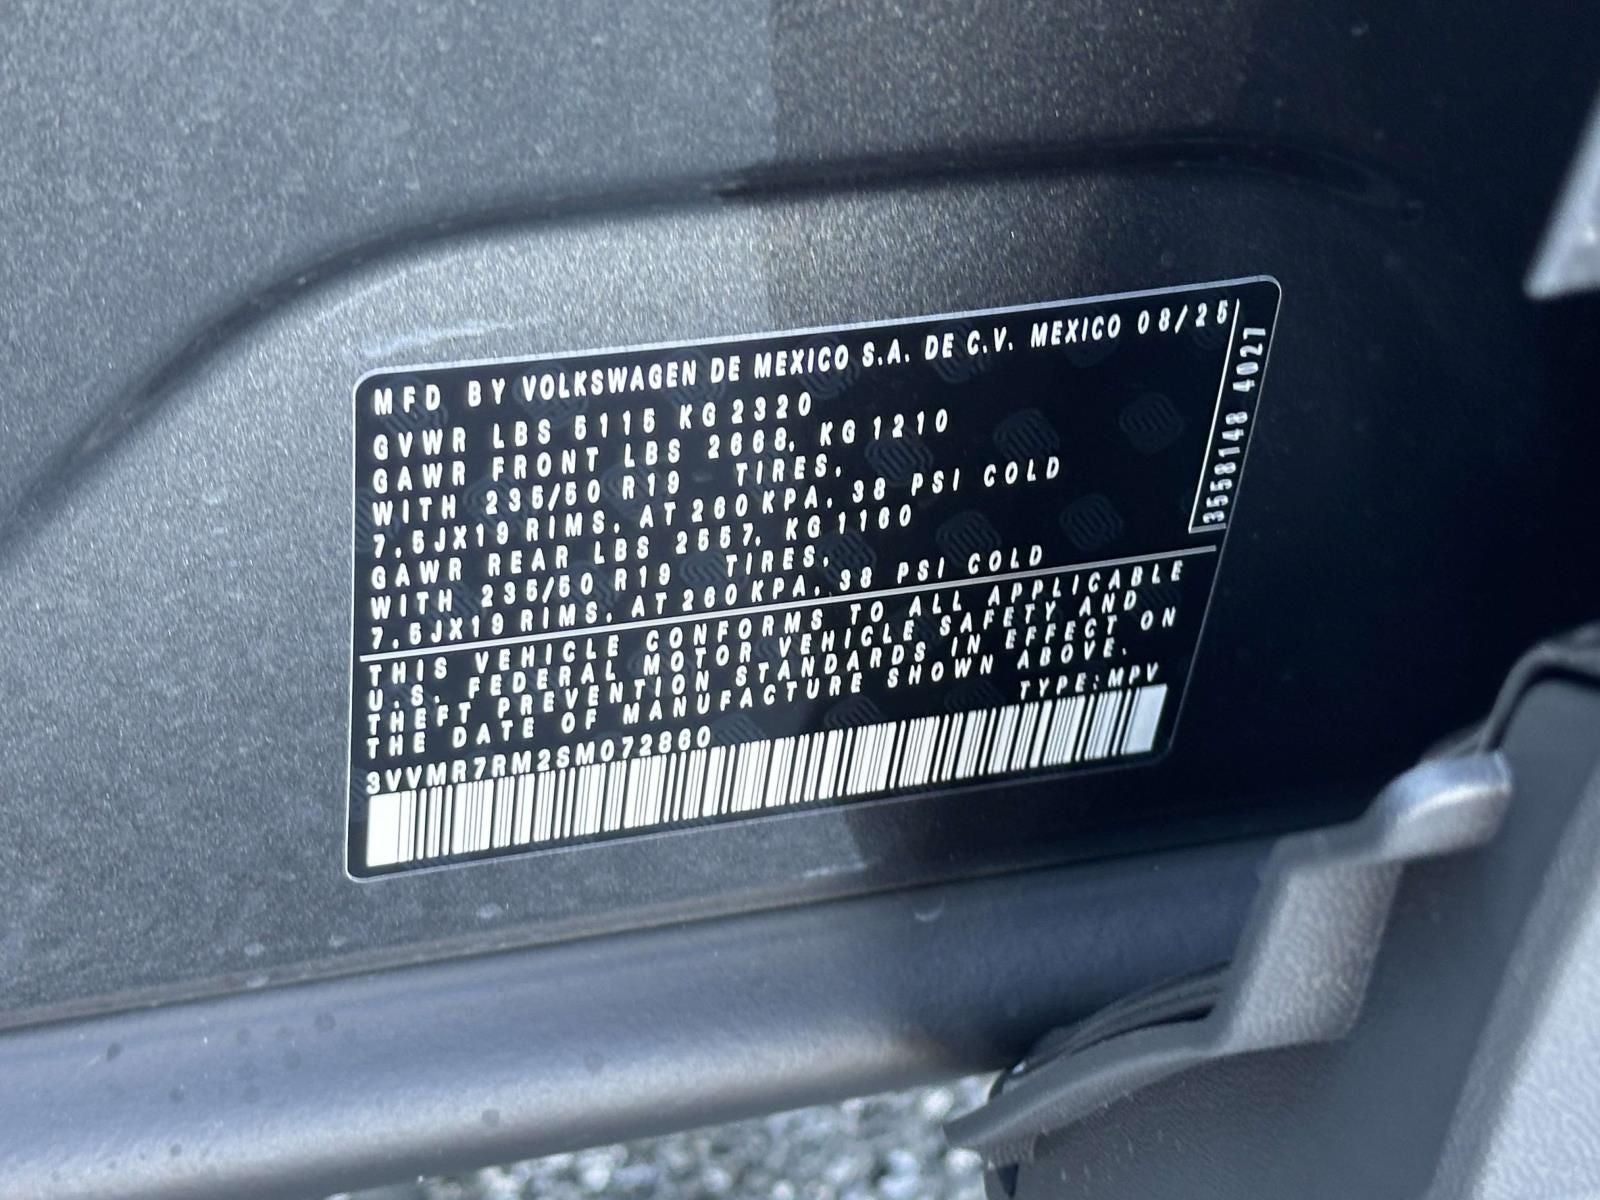 MFD BY VOLKSWAGEN DE MEXICO S.A. DE C.V. MEXICO 08/25
GVWR LBS 5115 KG 2320
GAWR FRONT LBS 2668, KG 1210
WITH 235/50 R19 TIRES,
7.5JX19 RIMS, AT 260 KPA, 38 PSI COLD
GAWR REAR LBS 2557, KG 1160
WITH 235/50 R19 TIRES,
7.5JX19 RIMS, AT 260 KPA, 38 PSI COLD
THIS VEHICLE CONFORMS TO ALL APPLICABLE
U.S. FEDERAL MOTOR VEHICLE SAFETY AND
THEFT PREVENTION STANDARDS IN EFFECT ON
THE DATE OF MANUFACTURE SHOWN ABOVE.
TYPE:MPV
3VVMR7RM2SM072860
3558148 4027